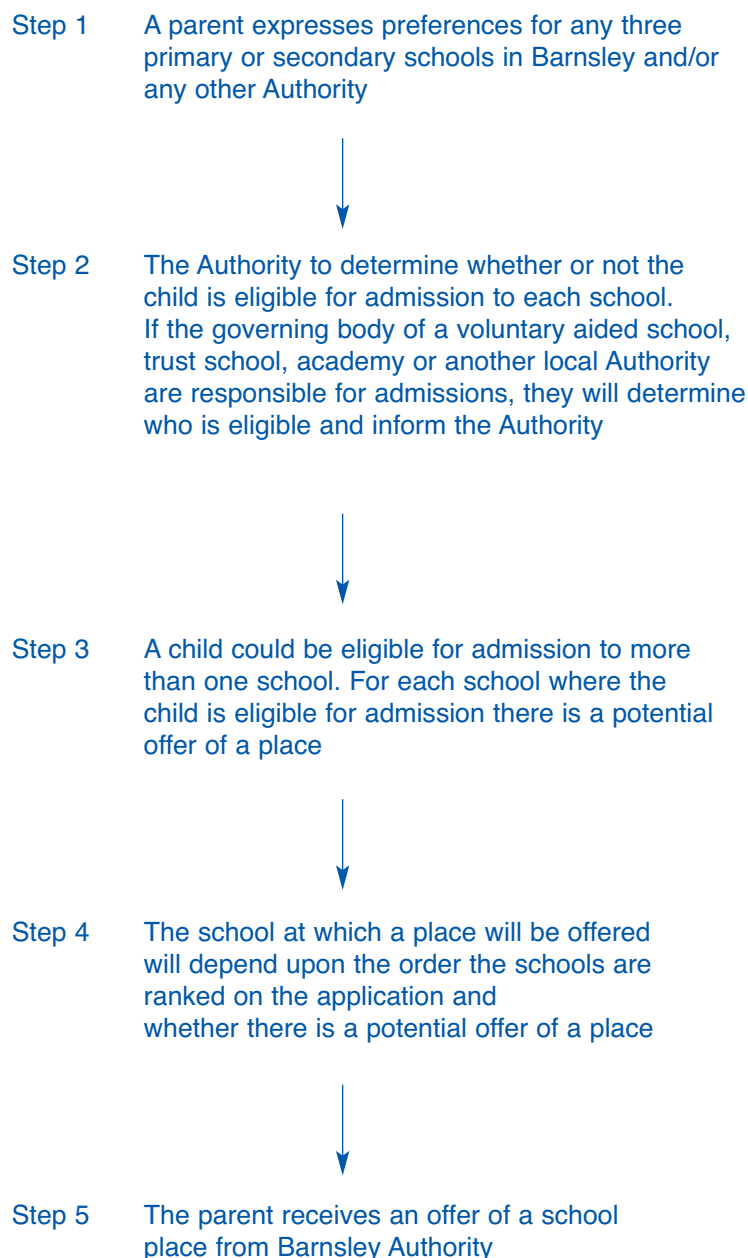 Step 1 A parent expresses preferences for any three
primary or secondary schools in Barnsley and/or
any other Authority
Step 2 The Authority to determine whether or not the
child is eligible for admission to each school.
If the governing body of a voluntary aided school,
trust school, academy or another local Authority
are responsible for admissions, they will determine
who is eligible and inform the Authority
Step 3 A child could be eligible for admission to more
than one school. For each school where the
child is eligible for admission there is a potential
offer of a place
Step 4 The school at which a place will be offered
will depend upon the order the schools are
ranked on the application and
whether there is a potential offer of a place
Step 5 The parent receives an offer of a school
place from Barnsley Authority